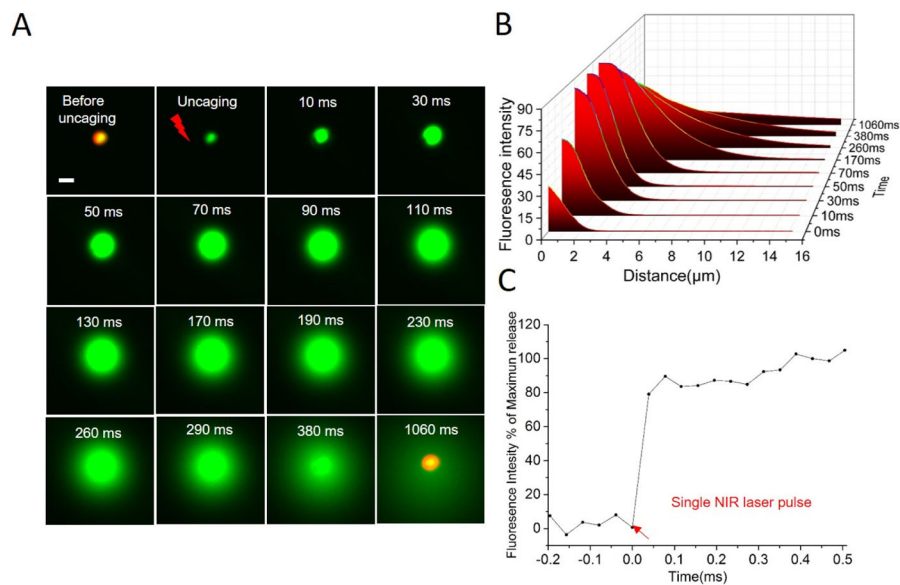 A
Before
uncaging
Uncaging
10 ms
30 ms
50 ms
70 ms
90 ms
110 ms
130 ms
170 ms
190 ms
230 ms
260 ms
290 ms
380 ms
1060 ms
B
Fluoresence intensity
90
75
60
45
30
15
0
0
2
4
6
8
10
12
14
16
Distance(μm)
1060ms
380ms
260ms
170ms
70ms
50ms
30ms
10ms
0ms
Time
C
Fluorescence Intesity % of Maximun release
120
100
80
60
40
20
0
Single NIR laser pulse
-0.2
-0.1
0.0
0.1
0.2
0.3
0.4
0.5
Time(ms)